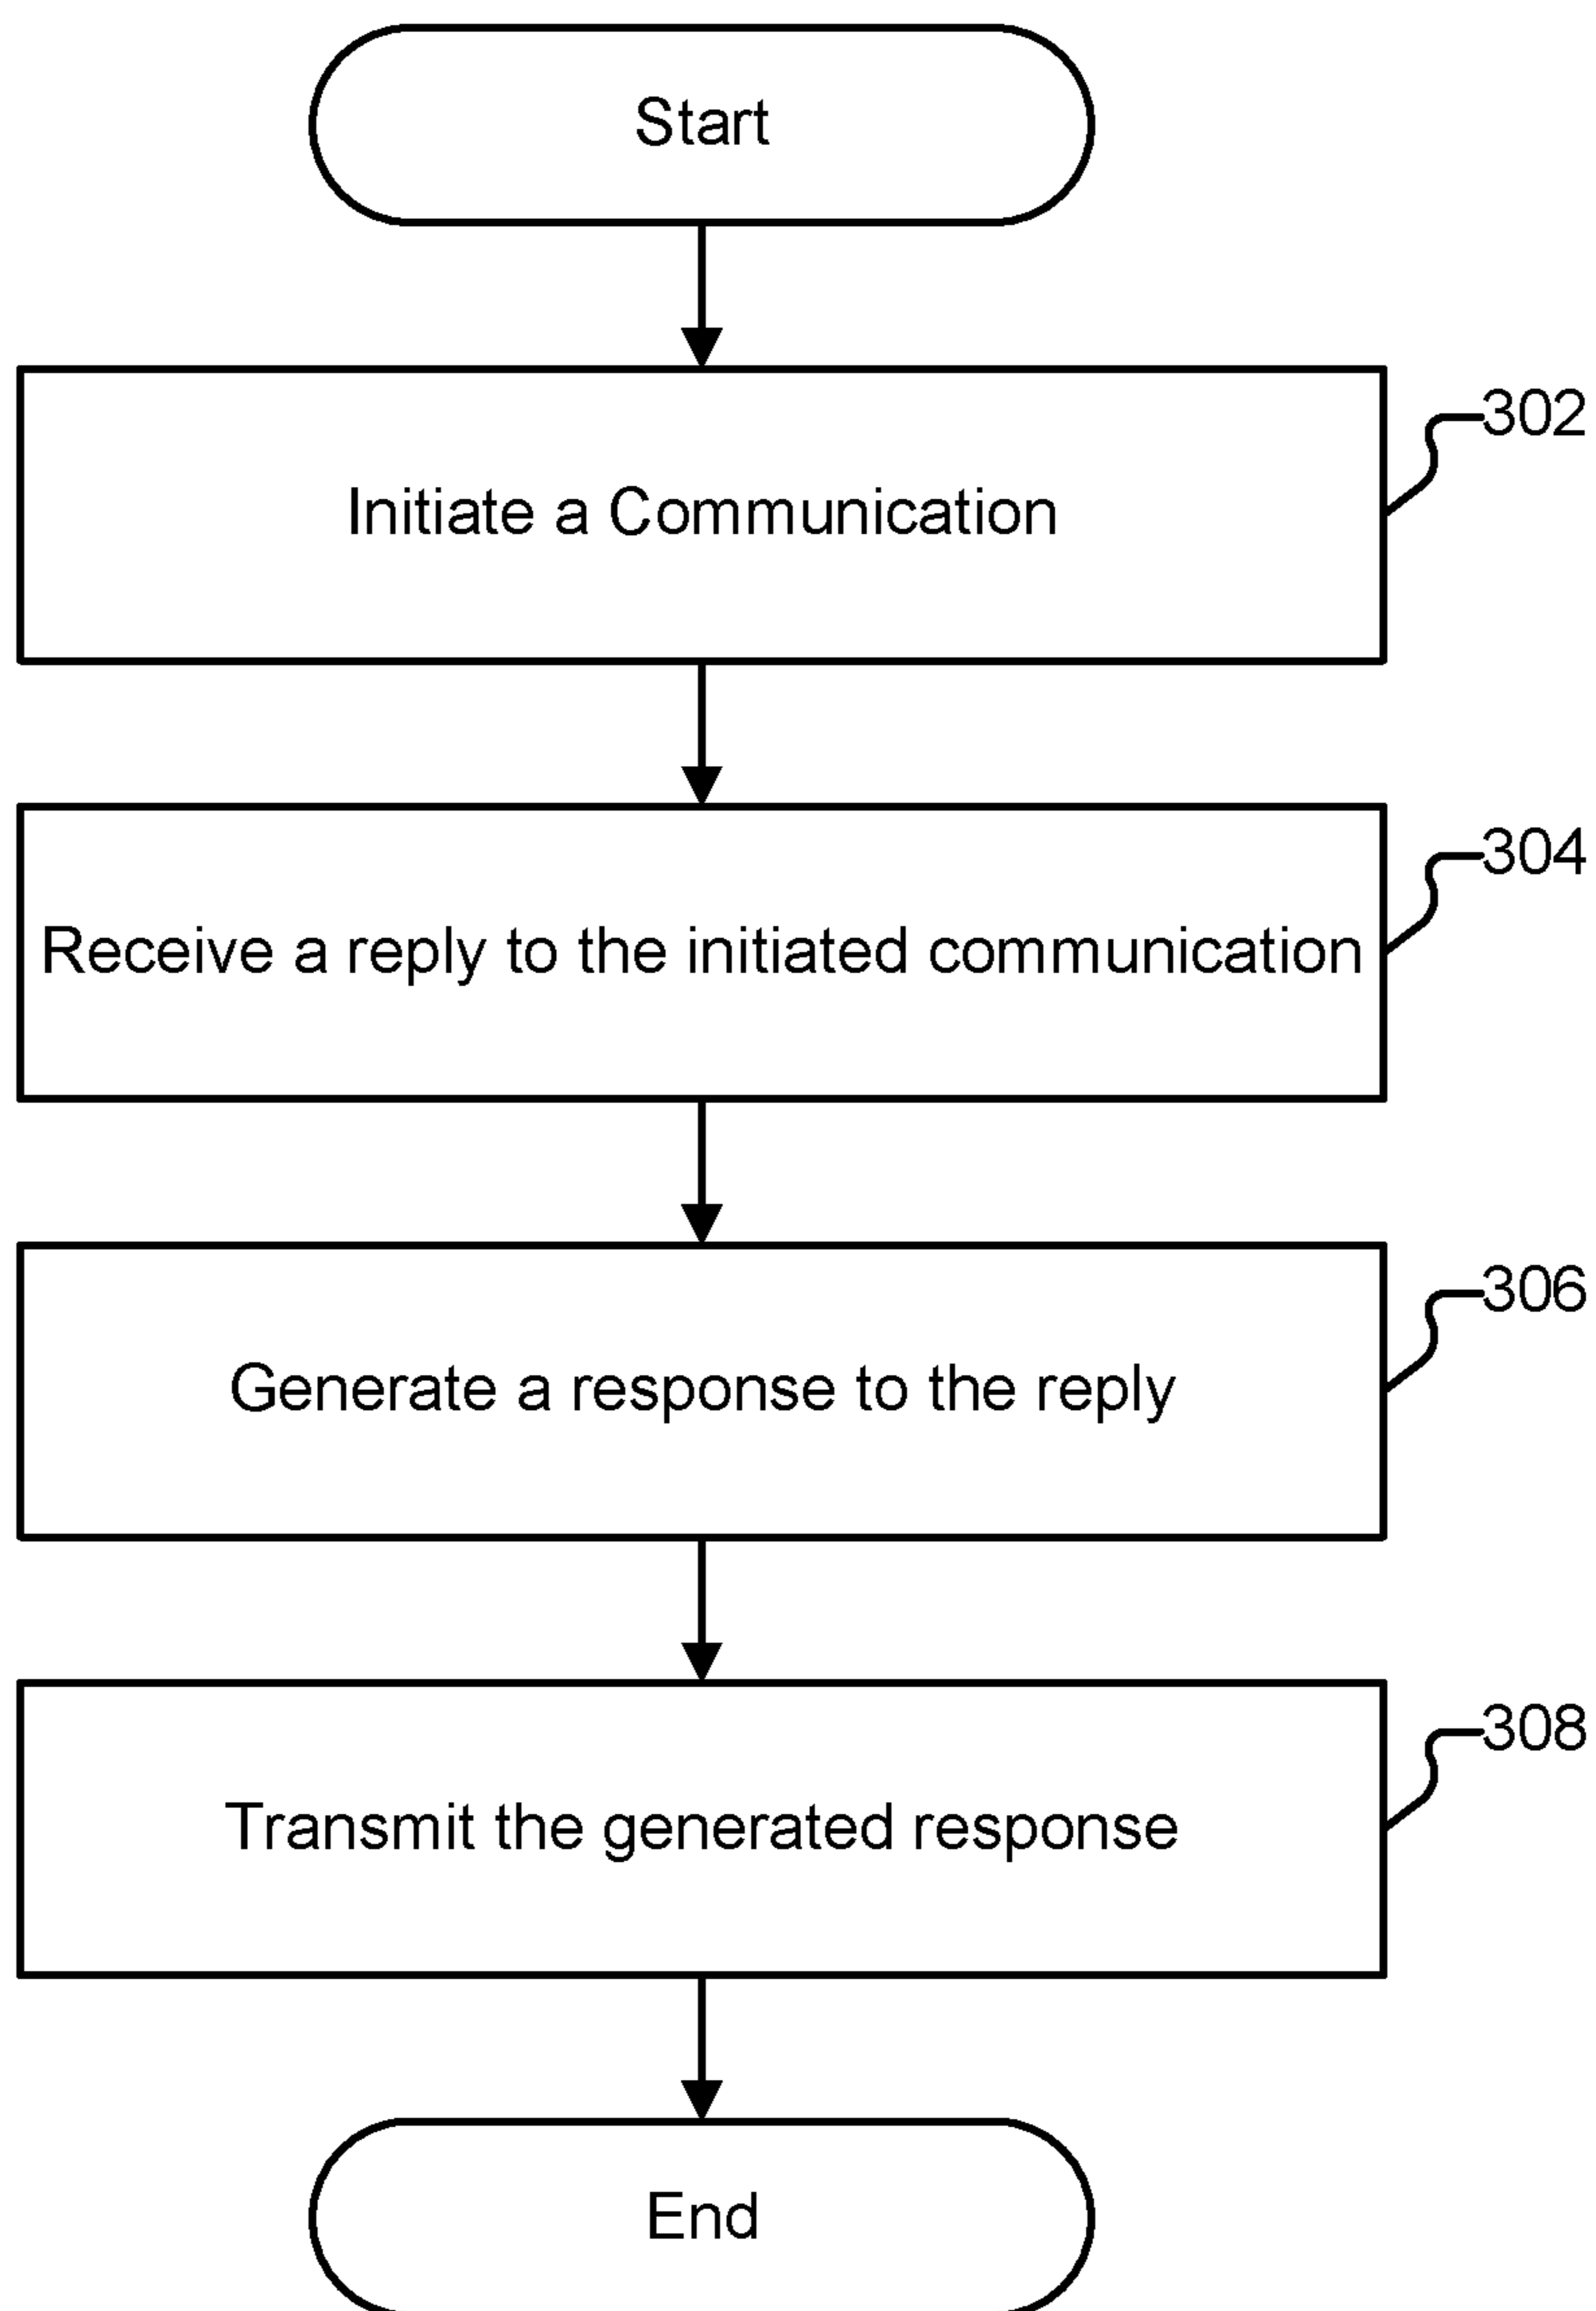 Start
302
Initiate a Communication
304
Receive a reply to the initiated communication
306
Generate a response to the reply
308
Transmit the generated response
End